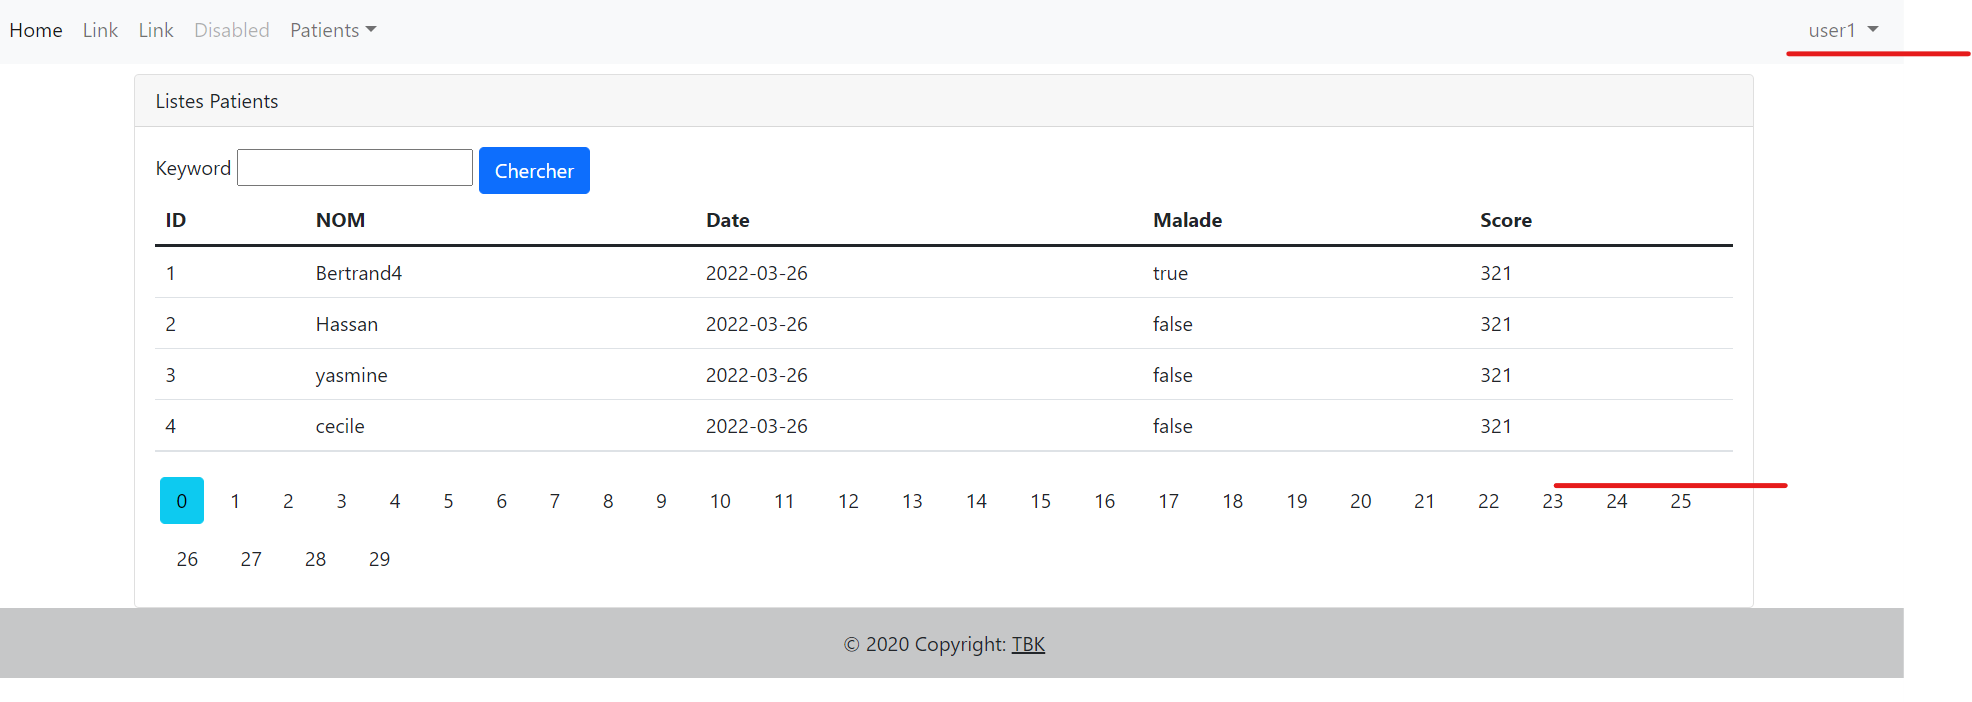 Home Link Link Disabled Patients user1
Listes Patients
Keyword Chercher
ID NOM Date Malade Score
1 Bertrand4 2022-03-26 true 321
2 Hassan 2022-03-26 false 321
3 yasmine 2022-03-26 false 321
4 cecile 2022-03-26 false 321
0 1 2 3 4 5 6 7 8 9 10 11 12 13 14 15 16 17 18 19 20 21 22 23 24 25
26 27 28 29
© 2020 Copyright: TBK